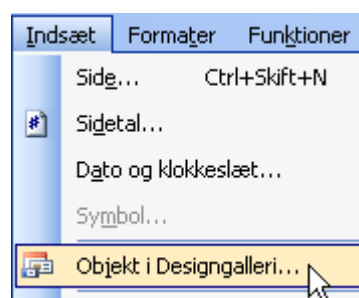 Indsæt Formater Funktioner
Side... Ctrl+Skift+N
Sidetal...
Dato og klokkeslæt...
Symbol...
Objekt i Designgalleri...